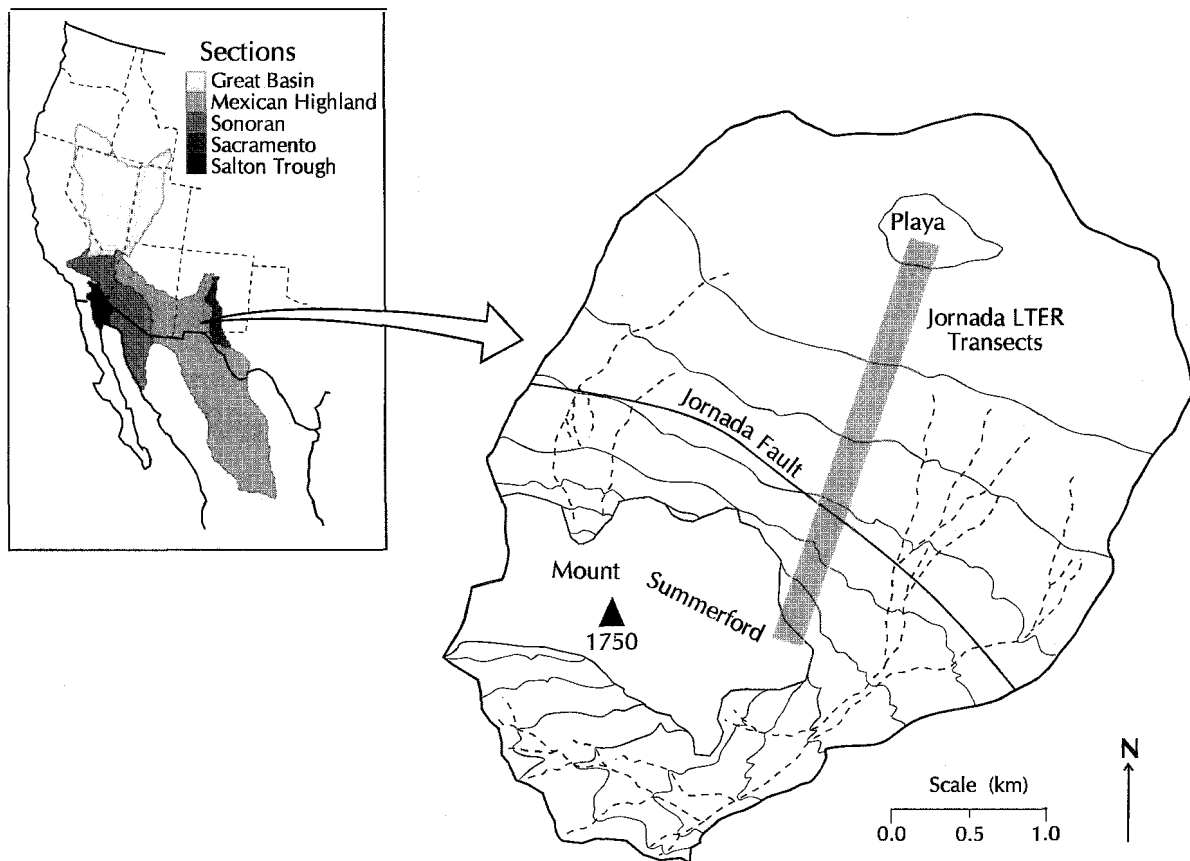 Sections
Great Basin
Mexican Highland
Sonoran
Sacramento
Salton Trough
Playa
Jornada LTER
Transects
Jornada Fault
Mount Summerford
1750
N
Scale (km)
0.0 0.5 1.0